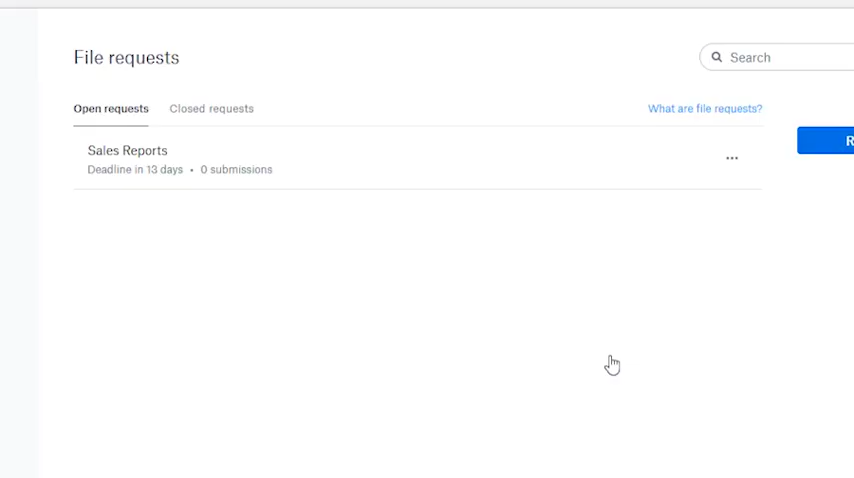 File requests
Search
Open requests
Closed requests
What are file requests?
R
Sales Reports
Deadline in 13 days • 0 submissions